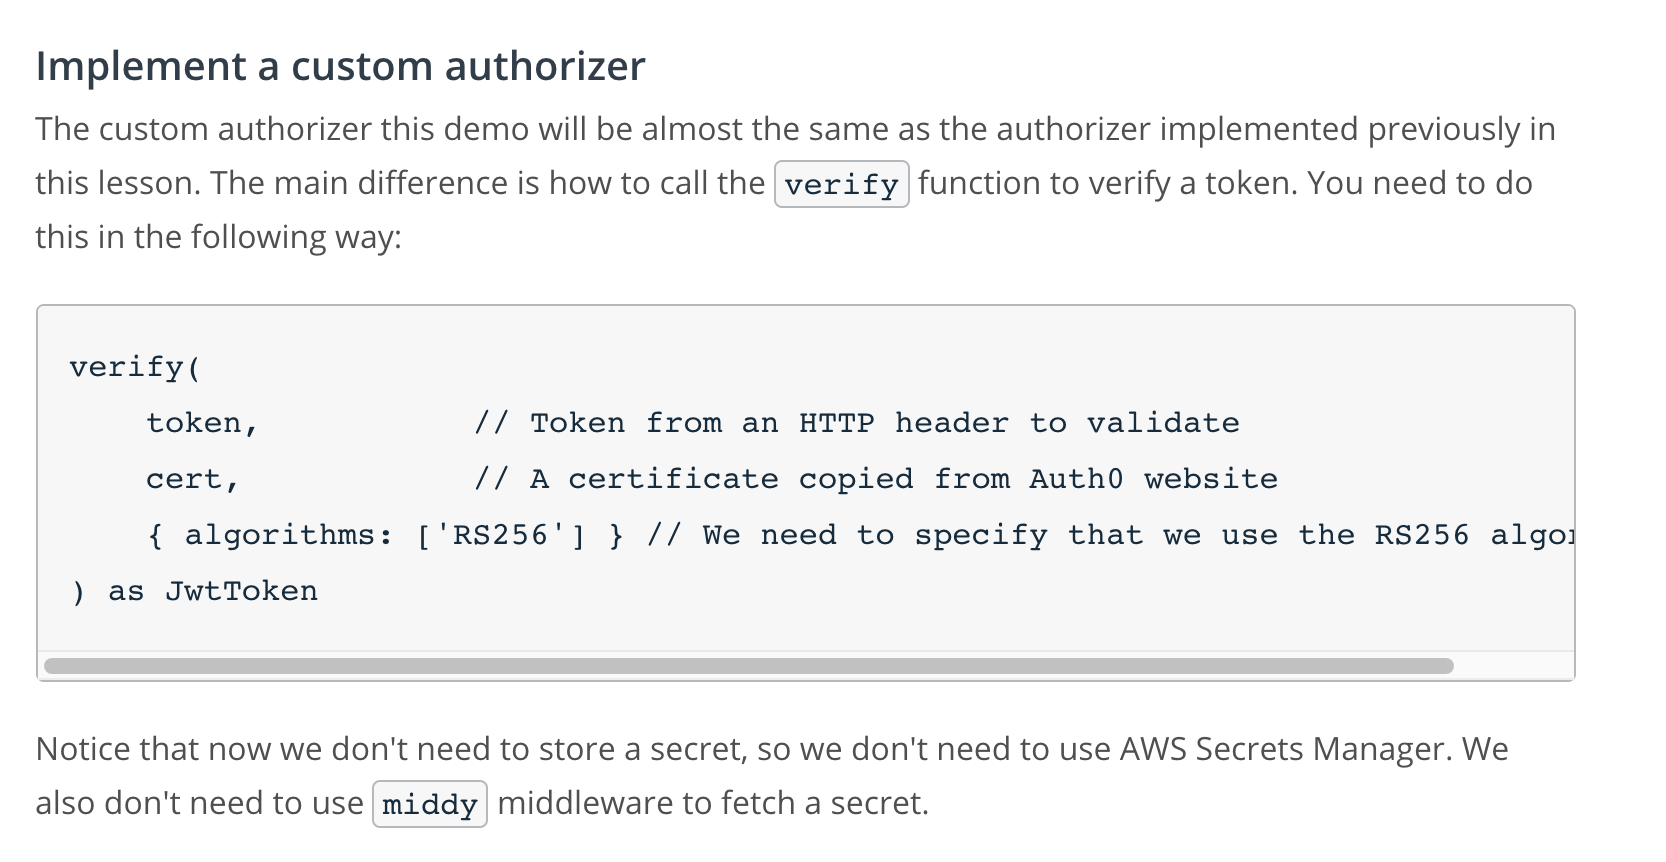 Implement a custom authorizer
The custom authorizer this demo will be almost the same as the authorizer implemented previously in
this lesson. The main difference is how to call the verify function to verify a token. You need to do
this in the following way:
verify(
    token,           // Token from an HTTP header to validate
    cert,            // A certificate copied from Auth0 website
    { algorithms: ['RS256'] } // We need to specify that we use the RS256
) as JwtToken
Notice that now we don't need to store a secret, so we don't need to use AWS Secrets Manager. We
also don't need to use middy middleware to fetch a secret.